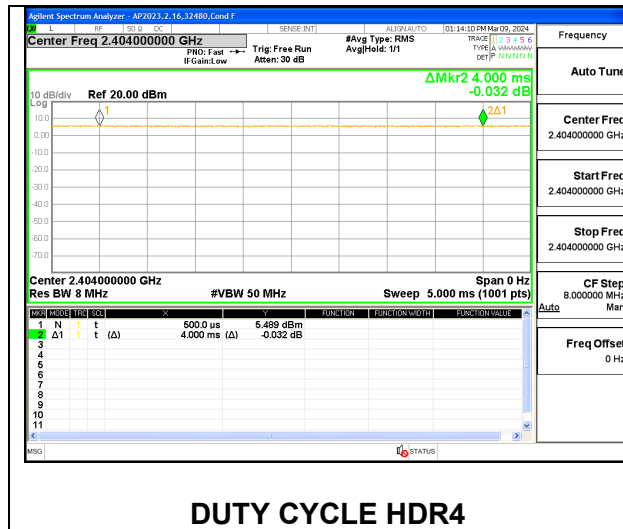 Agilent Spectrum Analyzer - AP2023.2.16,32480,Cond F
L RF 50 Ω DC SENSE:INT ALIGN AUTO 01:14:10 PM Mar 09, 2024
Center Freq 2.404000000 GHz
PNO: Fast
IFGain:Low
Trig: Free Run
Atten: 30 dB
#Avg Type: RMS
Avg|Hold: 1/1
TRACE 1 2 3 4 5 6
TYPE A WWWWW
DET P N N N N N
ΔMkr2 4.000 ms
-0.032 dB
10 dB/div Ref 20.00 dBm
Log
1
2Δ1
10.0
0.00
-10.0
-20.0
-30.0
-40.0
-50.0
-60.0
-70.0
Center 2.404000000 GHz Span 0 Hz
Res BW 8 MHz #VBW 50 MHz Sweep 5.000 ms (1001 pts)
MKR MODE TRC SCL X Y FUNCTION FUNCTION WIDTH FUNCTION VALUE
1 N 1 t 500.0 µs 5.489 dBm
2 Δ1 1 t (Δ) 4.000 ms (Δ) -0.032 dB
3
4
5
6
7
8
9
10
11
MSG STATUS
Frequency
Auto Tune
Center Freq
2.404000000 GHz
Start Freq
2.404000000 GHz
Stop Freq
2.404000000 GHz
CF Step
8.000000 MHz
Auto Man
Freq Offset
0 Hz
DUTY CYCLE HDR4